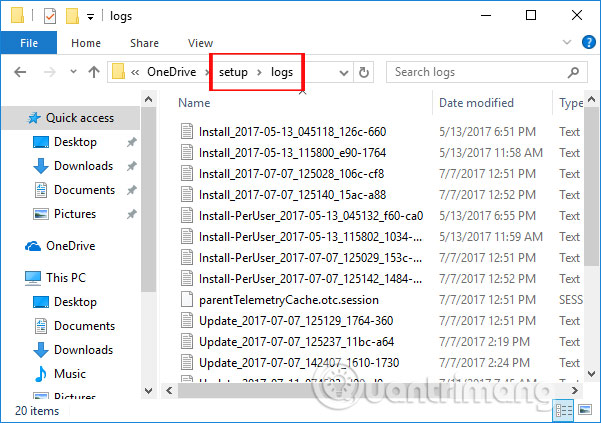 logs
File Home Share View
OneDrive setup logs
Search logs
Name Date modified TYPE
Quick access
Desktop
Downloads
Documents
Pictures
OneDrive
This PC
Desktop
Documents
Downloads
Music
Pictures
Install_2017-05-13_045118_126c-660 5/13/2017 6:51 PM Text
Install_2017-05-13_115800_e90-1764 5/13/2017 11:58 AM Text
Install_2017-07-07_125028_106c-cf8 7/7/2017 12:51 PM Text
Install_2017-07-07_125140_15ac-a88 7/7/2017 12:52 PM Text
Install-PerUser_2017-05-13_045132_f60-ca0 5/13/2017 6:55 PM Text
Install-PerUser_2017-05-13_115802_1034-... 5/13/2017 11:59 AM Text
Install-PerUser_2017-07-07_125029_153c-... 7/7/2017 12:51 PM Text
Install-PerUser_2017-07-07_125142_1484-... 7/7/2017 12:52 PM Text
parentTelemetryCache.otc.session 7/7/2017 12:51 PM SES
Update_2017-07-07_125129_1764-360 7/7/2017 12:51 PM Text
Update_2017-07-07_125237_11bc-a64 7/7/2017 2:19 PM Text
Update_2017-07-07_142407_1610-1730 7/7/2017 2:24 PM Text
Quantrimang
20 items